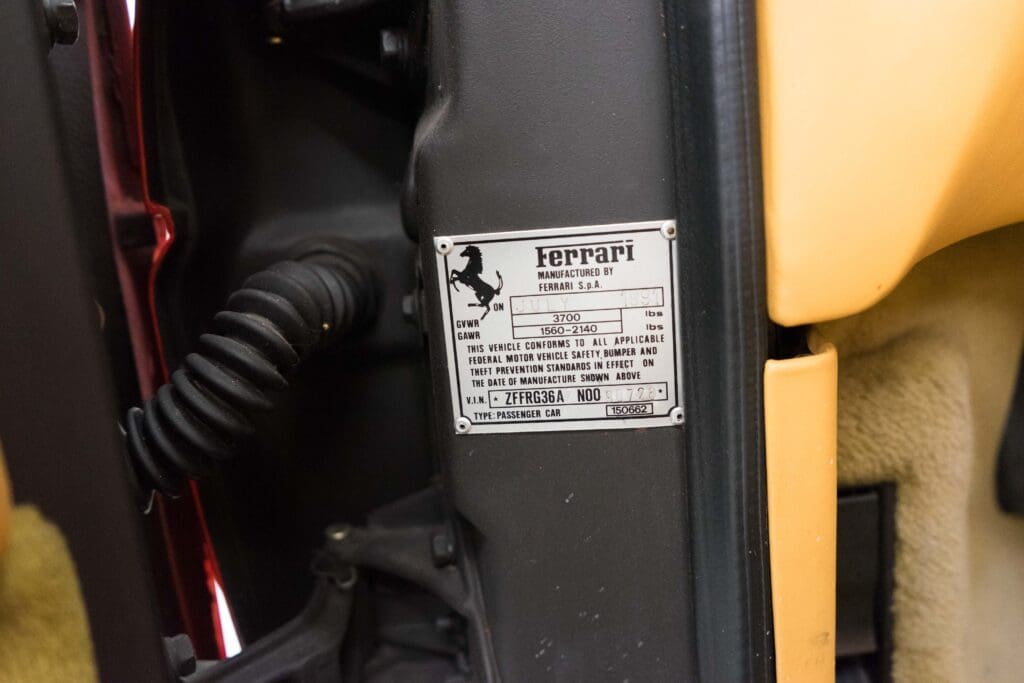 Ferrari
MANUFACTURED BY
FERRARI S.p.A.
ON JULY
GVWR 3700 lbs
GAWR 1560-2140 lbs
THIS VEHICLE CONFORMS TO ALL APPLICABLE
FEDERAL MOTOR VEHICLE SAFETY, BUMPER AND
THEFT PREVENTION STANDARDS IN EFFECT ON
THE DATE OF MANUFACTURE SHOWN ABOVE
V.I.N. * ZFFRG36A N00
TYPE: PASSENGER CAR 150662